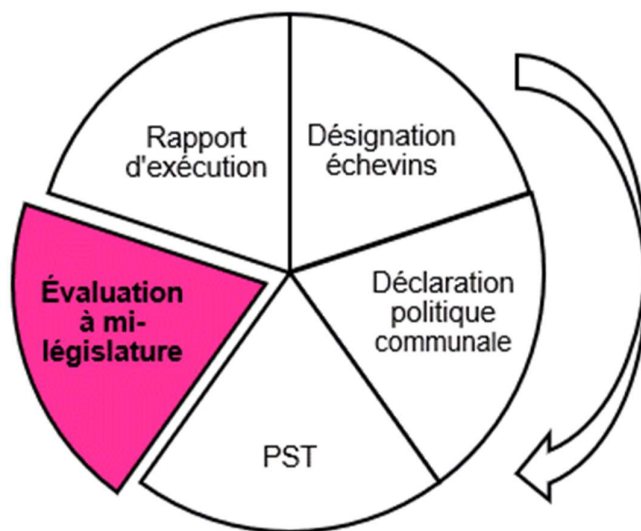 Désignation
échevins
Déclaration
politique
communale
PST
Évaluation
à mi-
législature
Rapport
d'exécution